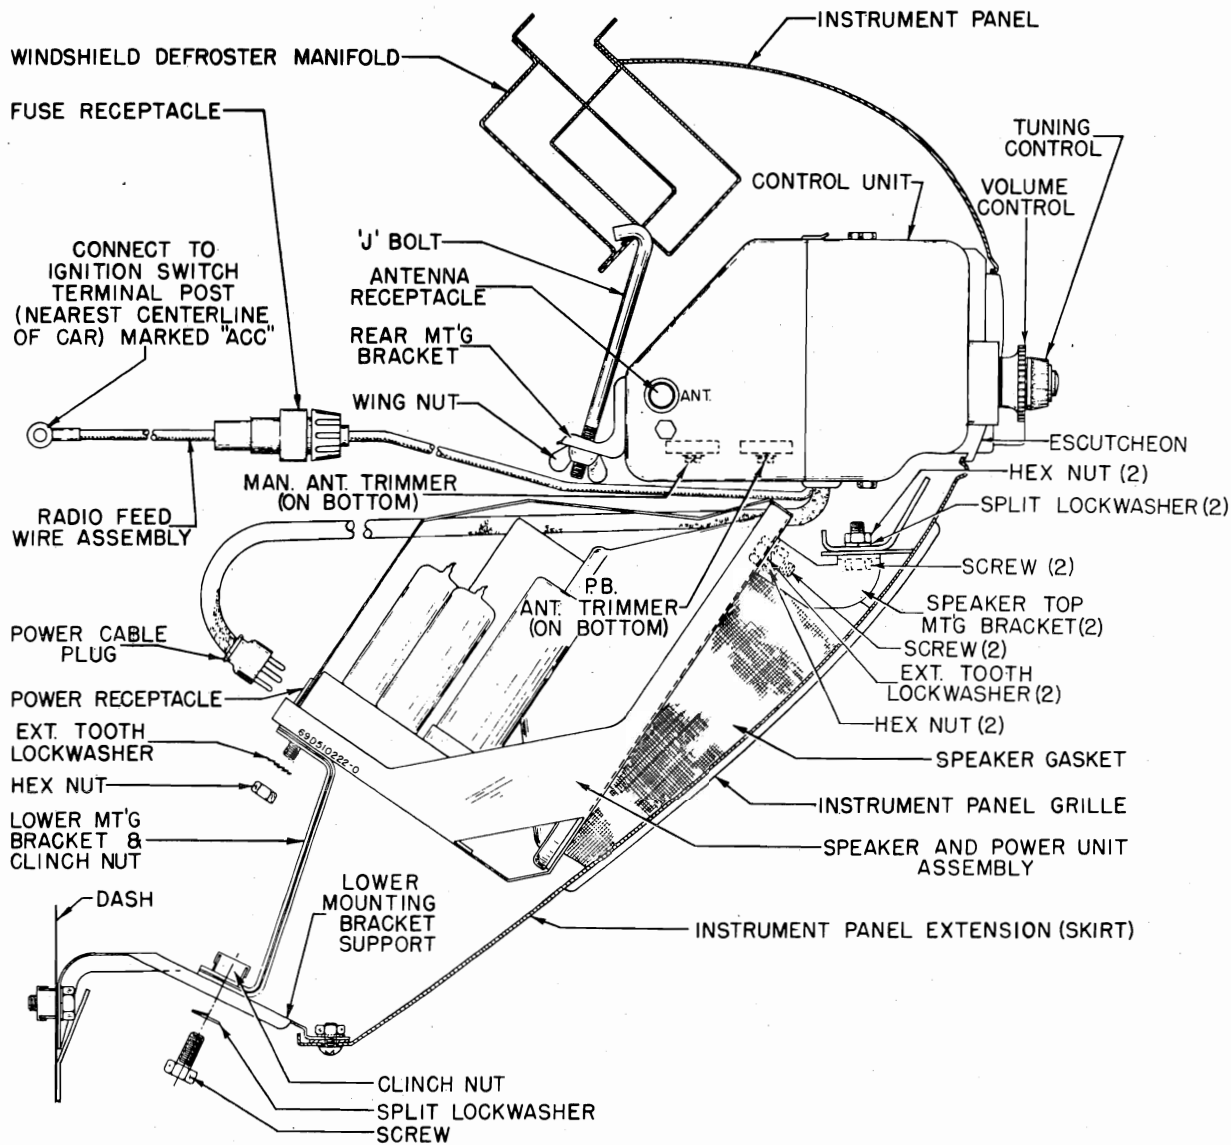 INSTRUMENT PANEL
WINDSHIELD DEFROSTER MANIFOLD
FUSE RECEPTACLE
TUNING
CONTROL
CONTROL UNIT
VOLUME
CONTROL
CONNECT TO
IGNITION SWITCH
TERMINAL POST
(NEAREST CENTERLINE
OF CAR) MARKED "ACC"
'J' BOLT
ANTENNA
RECEPTACLE
REAR MT'G
BRACKET
WING NUT
ANT.
ESCUTCHEON
HEX NUT (2)
MAN. ANT. TRIMMER
(ON BOTTOM)
SPLIT LOCKWASHER (2)
RADIO FEED
WIRE ASSEMBLY
SCREW (2)
P.B.
ANT. TRIMMER
(ON BOTTOM)
SPEAKER TOP
MT'G BRACKET (2)
POWER CABLE
PLUG
SCREW (2)
EXT. TOOTH
LOCKWASHER (2)
POWER RECEPTACLE
HEX NUT (2)
EXT. TOOTH
LOCKWASHER
69D510222-0
SPEAKER GASKET
HEX NUT
INSTRUMENT PANEL GRILLE
LOWER MT'G
BRACKET &
CLINCH NUT
SPEAKER AND POWER UNIT
ASSEMBLY
DASH
LOWER
MOUNTING
BRACKET
SUPPORT
INSTRUMENT PANEL EXTENSION (SKIRT)
CLINCH NUT
SPLIT LOCKWASHER
SCREW